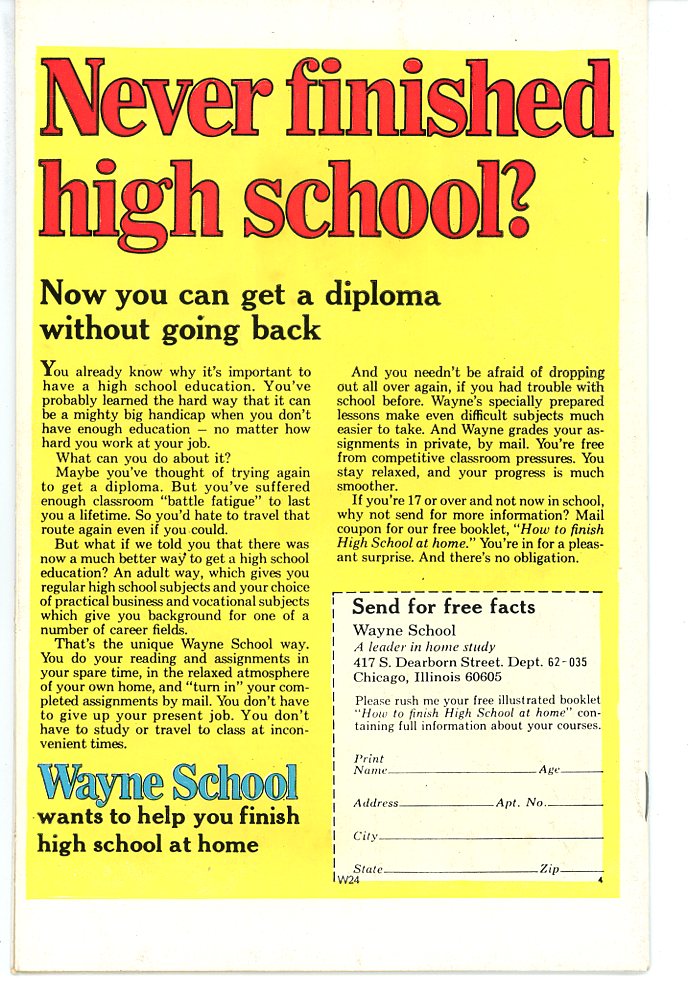 Never finished
high school?
Now you can get a diploma
without going back
You already know why it's important to
have a high school education. You've
probably learned the hard way that it can
be a mighty big handicap when you don't
have enough education — no matter how
hard you work at your job.
What can you do about it?
Maybe you've thought of trying again
to get a diploma. But you've suffered
enough classroom “battle fatigue” to last
you a lifetime. So you'd hate to travel that
route again even if you could.
But what if we told you that there was
now a much better way to get a high school
education? An adult way, which gives you
regular high school subjects and your choice
of practical business and vocational subjects
which give you background for one of a
number of career fields.
That's the unique Wayne School way.
You do your reading and assignments in
your spare time, in the relaxed atmosphere
of your own home, and “turn in” your com-
pleted assignments by mail. You don't have
to give up your present job. You don't
have to study or travel to class at incon-
venient times.
Wayne School
wants to help you finish
high school at home
And you needn't be afraid of dropping
out all over again, if you had trouble with
school before. Wayne's specially prepared
lessons make even difficult subjects much
easier to take. And Wayne grades your as-
signments in private, by mail. You're free
from competitive classroom pressures. You
stay relaxed, and your progress is much
smoother.
If you're 17 or over and not now in school,
why not send for more information? Mail
coupon for our free booklet, “How to finish
High School at home.” You're in for a pleas-
ant surprise. And there's no obligation.
Send for free facts
Wayne School
A leader in home study
417 S. Dearborn Street. Dept. 62-035
Chicago, Illinois 60605
Please rush me your free illustrated booklet
“How to finish High School at home” con-
taining full information about your courses.
Print
Name Age
Address Apt. No.
City
State Zip
W24 4